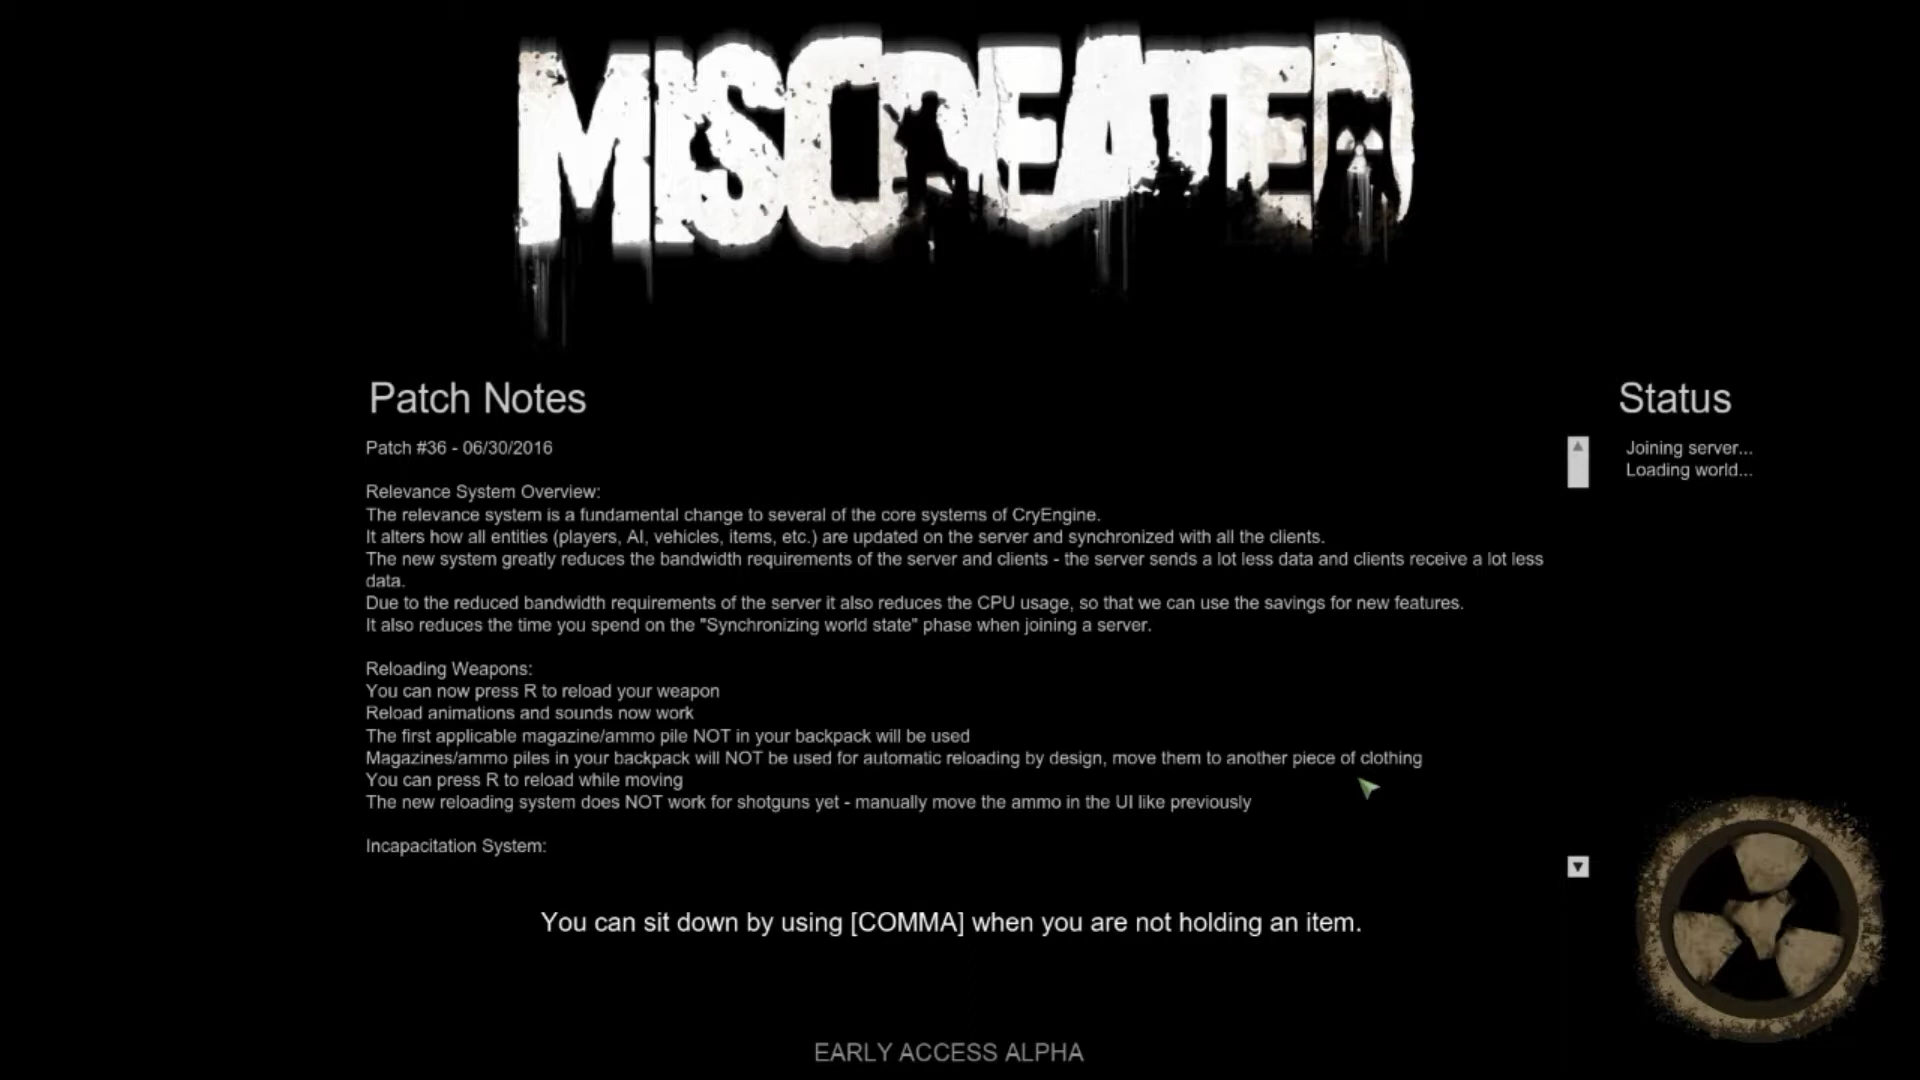 MISCREATED
Patch Notes
Status
Patch #36 - 06/30/2016
Joining server...
Loading world...
Relevance System Overview:
The relevance system is a fundamental change to several of the core systems of CryEngine.
It alters how all entities (players, AI, vehicles, items, etc.) are updated on the server and synchronized with all the clients.
The new system greatly reduces the bandwidth requirements of the server and clients - the server sends a lot less data and clients receive a lot less
data.
Due to the reduced bandwidth requirements of the server it also reduces the CPU usage, so that we can use the savings for new features.
It also reduces the time you spend on the "Synchronizing world state" phase when joining a server.
Reloading Weapons:
You can now press R to reload your weapon
Reload animations and sounds now work
The first applicable magazine/ammo pile NOT in your backpack will be used
Magazines/ammo piles in your backpack will NOT be used for automatic reloading by design, move them to another piece of clothing
You can press R to reload while moving
The new reloading system does NOT work for shotguns yet - manually move the ammo in the UI like previously
Incapacitation System:
You can sit down by using [COMMA] when you are not holding an item.
EARLY ACCESS ALPHA